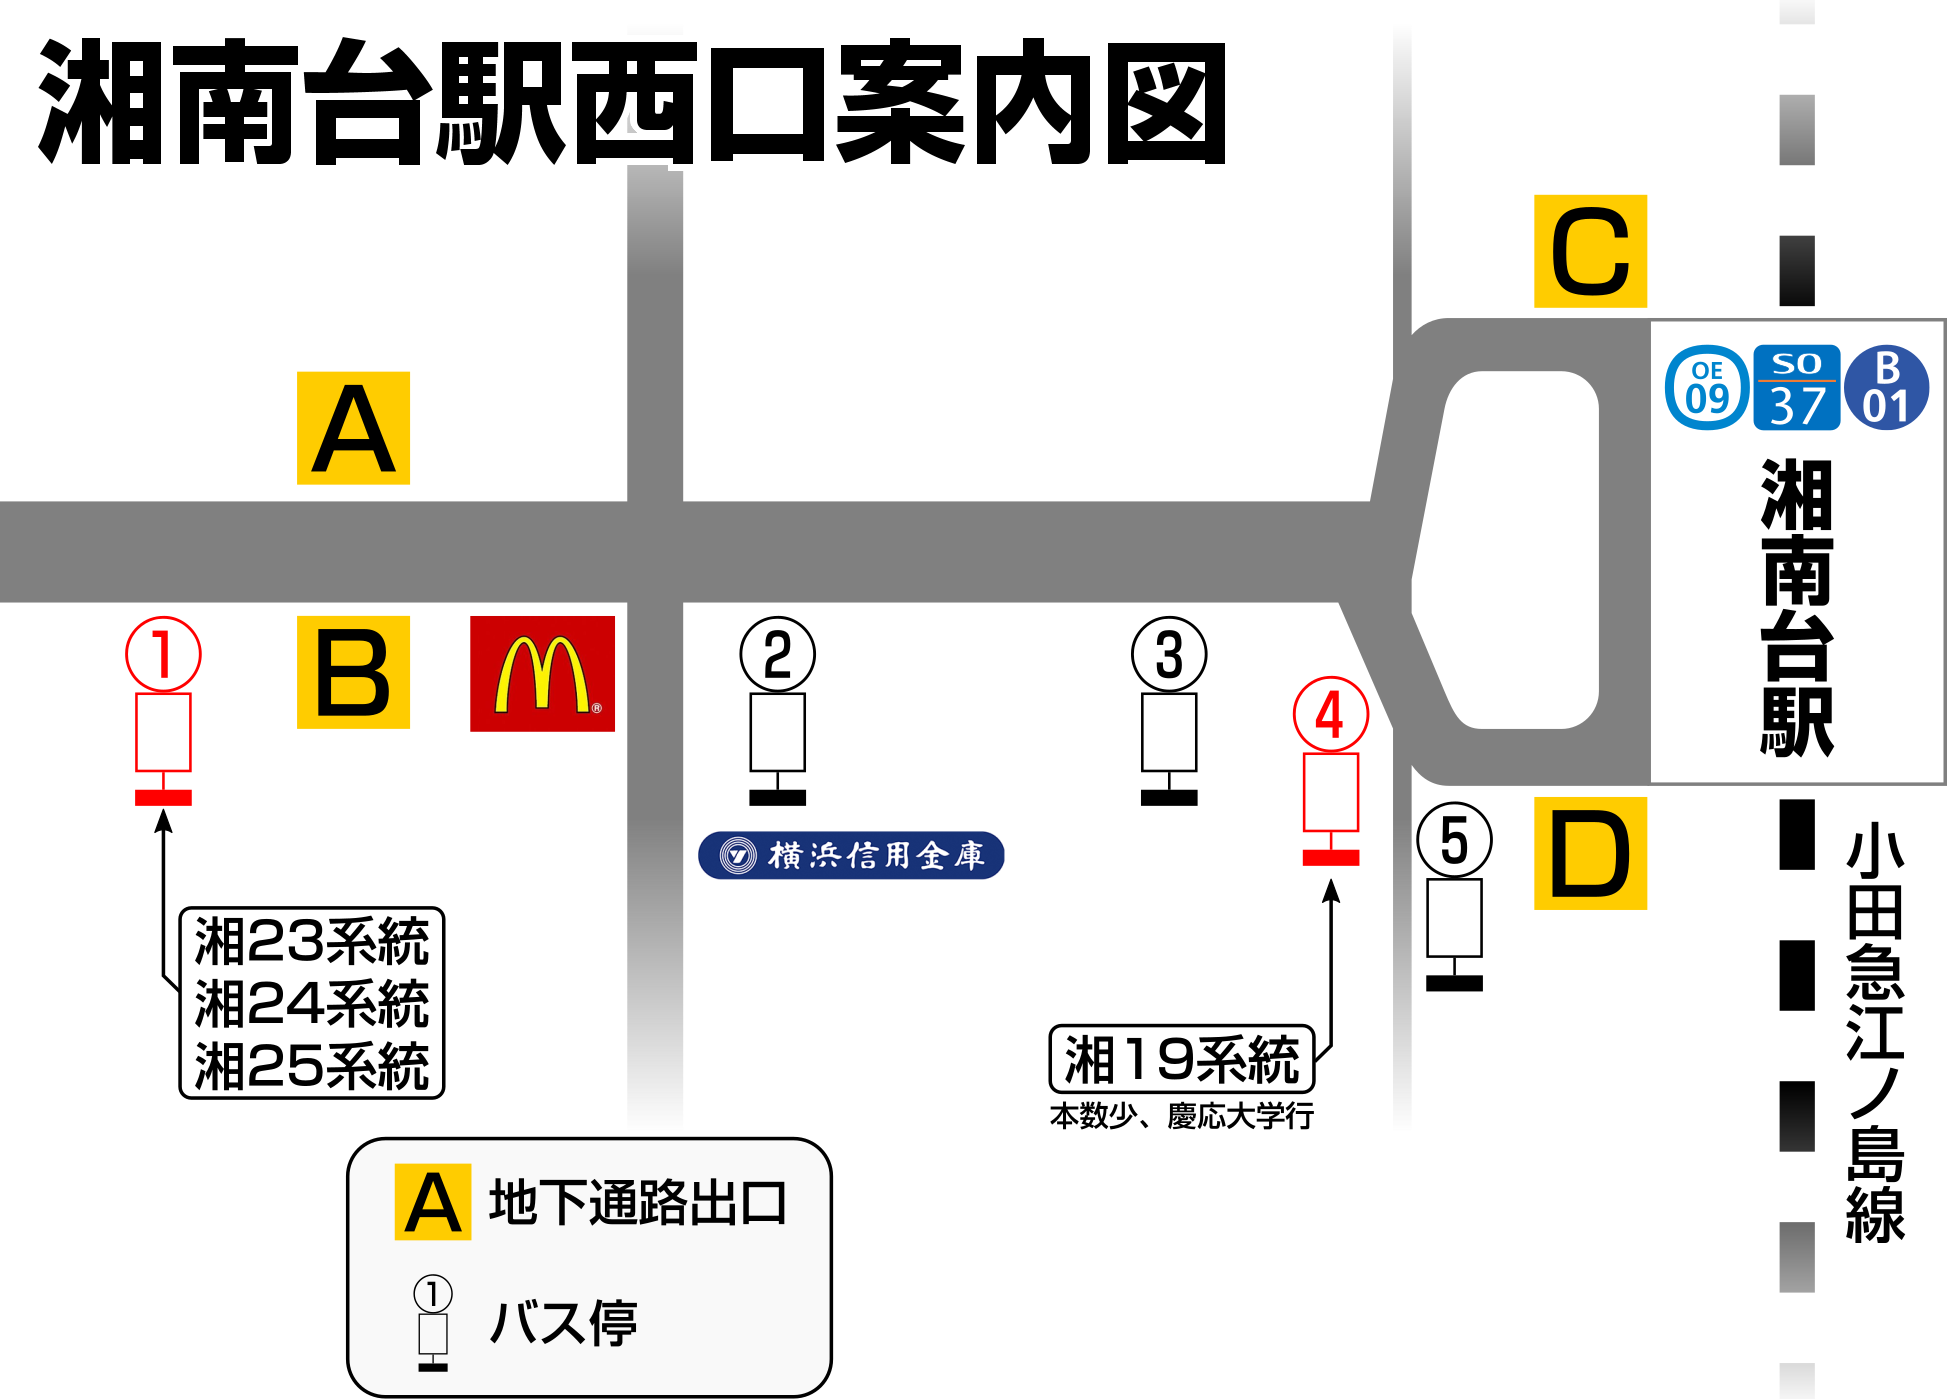 湘南台駅西口案内図
C
A
OE
09
SO
37
B
01
湘南台駅
1
B
®
2
3
4
5
D
横浜信用金庫
小田急江ノ島線
湘23系統
湘24系統
湘25系統
湘19系統
本数少、慶応大学行
A 地下通路出口
1 バス停